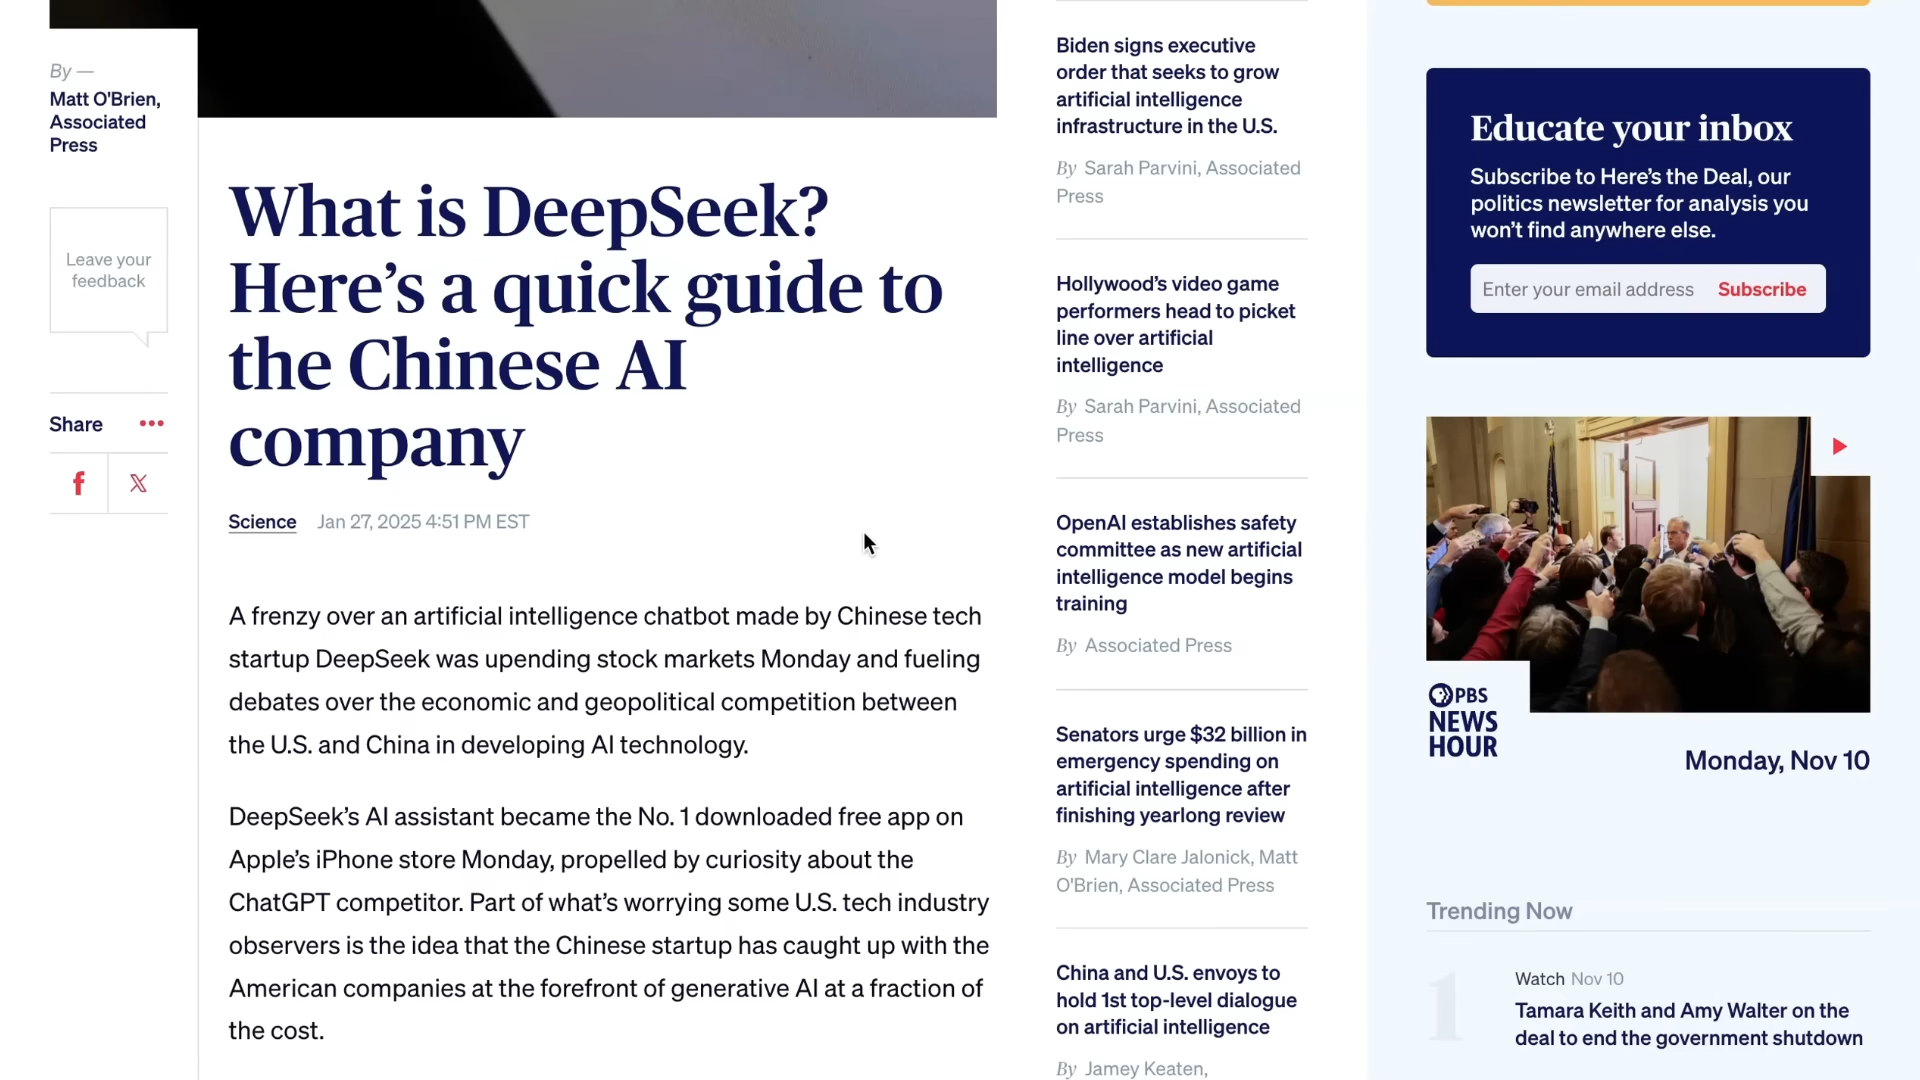 By —
Matt O'Brien,
Associated
Press
Leave your
feedback
Share
What is DeepSeek?
Here’s a quick guide to
the Chinese AI
company
Science Jan 27, 2025 4:51 PM EST
A frenzy over an artificial intelligence chatbot made by Chinese tech
startup DeepSeek was upending stock markets Monday and fueling
debates over the economic and geopolitical competition between
the U.S. and China in developing AI technology.
DeepSeek’s AI assistant became the No. 1 downloaded free app on
Apple’s iPhone store Monday, propelled by curiosity about the
ChatGPT competitor. Part of what’s worrying some U.S. tech industry
observers is the idea that the Chinese startup has caught up with the
American companies at the forefront of generative AI at a fraction of
the cost.
Biden signs executive
order that seeks to grow
artificial intelligence
infrastructure in the U.S.
By Sarah Parvini, Associated
Press
Hollywood’s video game
performers head to picket
line over artificial
intelligence
By Sarah Parvini, Associated
Press
OpenAI establishes safety
committee as new artificial
intelligence model begins
training
By Associated Press
Senators urge $32 billion in
emergency spending on
artificial intelligence after
finishing yearlong review
By Mary Clare Jalonick, Matt
O'Brien, Associated Press
China and U.S. envoys to
hold 1st top-level dialogue
on artificial intelligence
By Jamey Keaten,
Educate your inbox
Subscribe to Here’s the Deal, our
politics newsletter for analysis you
won’t find anywhere else.
Enter your email address Subscribe
PBS
NEWS
HOUR
Monday, Nov 10
Trending Now
1
Watch Nov 10
Tamara Keith and Amy Walter on the
deal to end the government shutdown